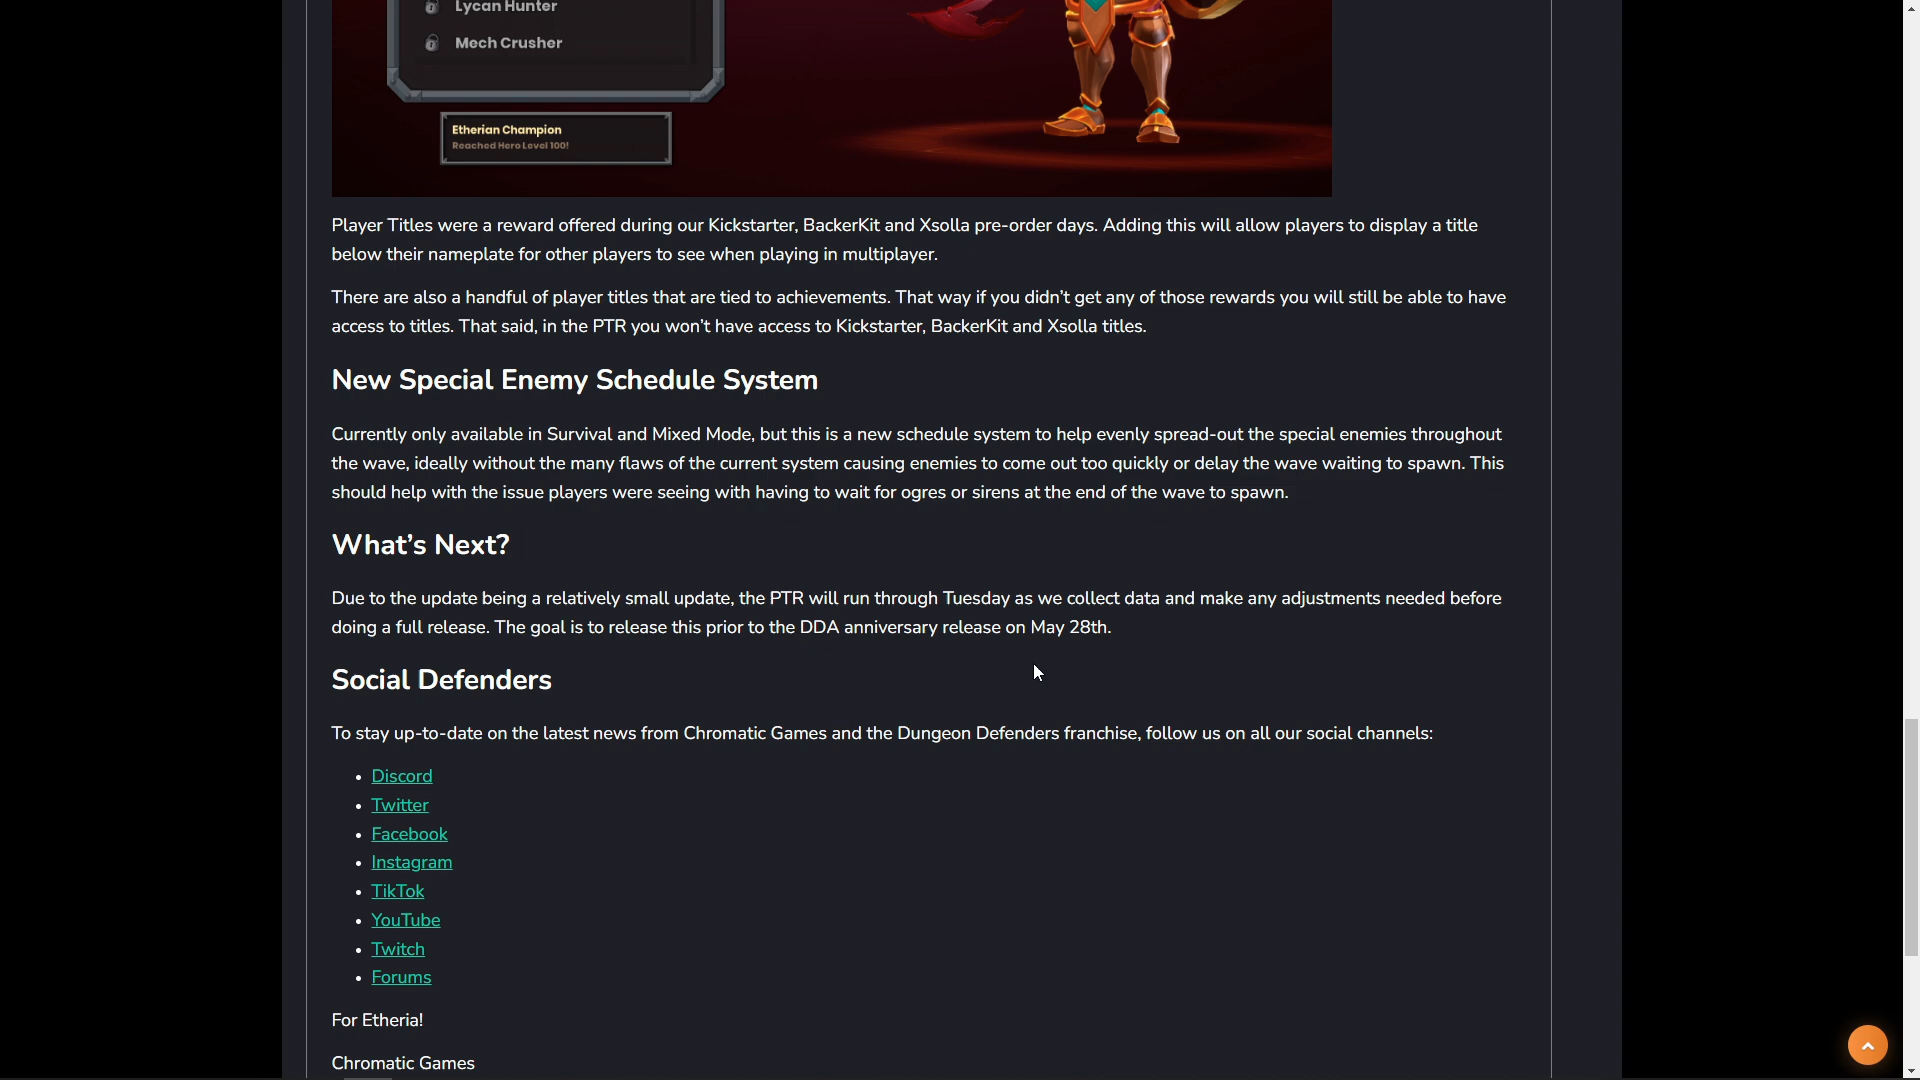 Lycan Hunter
Mech Crusher
Etherian Champion
Reached Hero Level 100!
Player Titles were a reward offered during our Kickstarter, BackerKit and Xsolla pre-order days. Adding this will allow players to display a title
below their nameplate for other players to see when playing in multiplayer.
There are also a handful of player titles that are tied to achievements. That way if you didn’t get any of those rewards you will still be able to have
access to titles. That said, in the PTR you won’t have access to Kickstarter, BackerKit and Xsolla titles.
New Special Enemy Schedule System
Currently only available in Survival and Mixed Mode, but this is a new schedule system to help evenly spread-out the special enemies throughout
the wave, ideally without the many flaws of the current system causing enemies to come out too quickly or delay the wave waiting to spawn. This
should help with the issue players were seeing with having to wait for ogres or sirens at the end of the wave to spawn.
What’s Next?
Due to the update being a relatively small update, the PTR will run through Tuesday as we collect data and make any adjustments needed before
doing a full release. The goal is to release this prior to the DDA anniversary release on May 28th.
Social Defenders
To stay up-to-date on the latest news from Chromatic Games and the Dungeon Defenders franchise, follow us on all our social channels:
• Discord
• Twitter
• Facebook
• Instagram
• TikTok
• YouTube
• Twitch
• Forums
For Etheria!
Chromatic Games